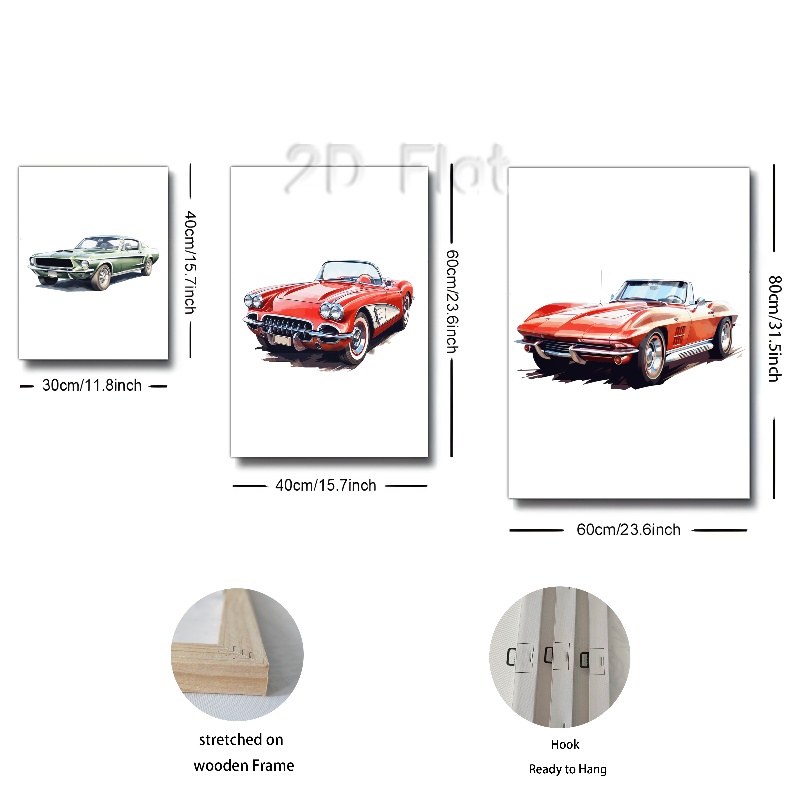 2D Flat
40cm/15.7inch
30cm/11.8inch
60cm/23.6inch
40cm/15.7inch
80cm/31.5inch
60cm/23.6inch
stretched on
wooden Frame
Hook
Ready to Hang